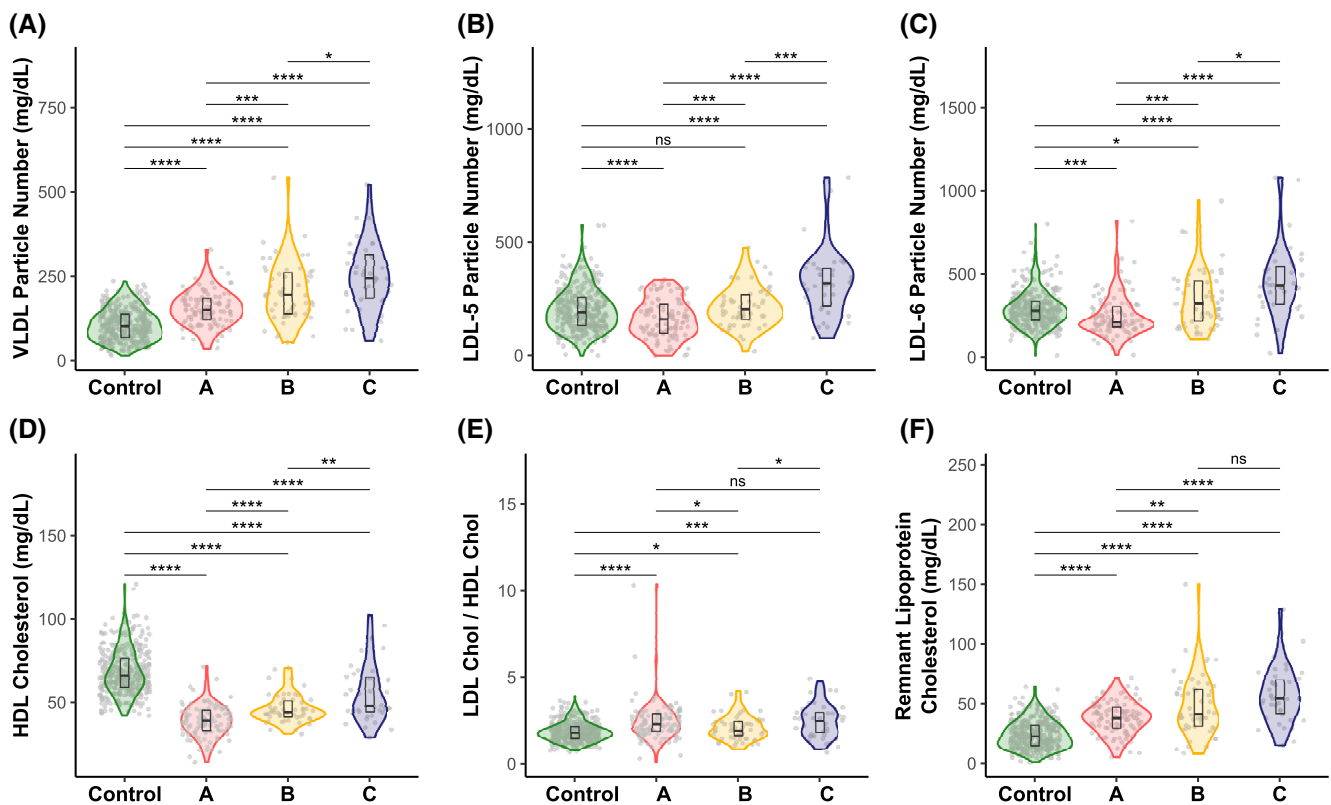 (A)
VLDL Particle Number (mg/dL)
750
500
250
0
*
****
***
****
****
****
Control A B C
(B)
LDL-5 Particle Number (mg/dL)
1000
500
0
***
****
***
****
ns
****
Control A B C
(C)
LDL-6 Particle Number (mg/dL)
1500
1000
500
0
*
****
***
****
*
***
Control A B C
(D)
HDL Cholesterol (mg/dL)
150
100
50
**
****
****
****
****
****
Control A B C
(E)
LDL Chol / HDL Chol
15
10
5
0
*
ns
*
***
*
****
Control A B C
(F)
Remnant Lipoprotein
Cholesterol (mg/dL)
250
200
150
100
50
0
ns
****
**
****
****
****
Control A B C